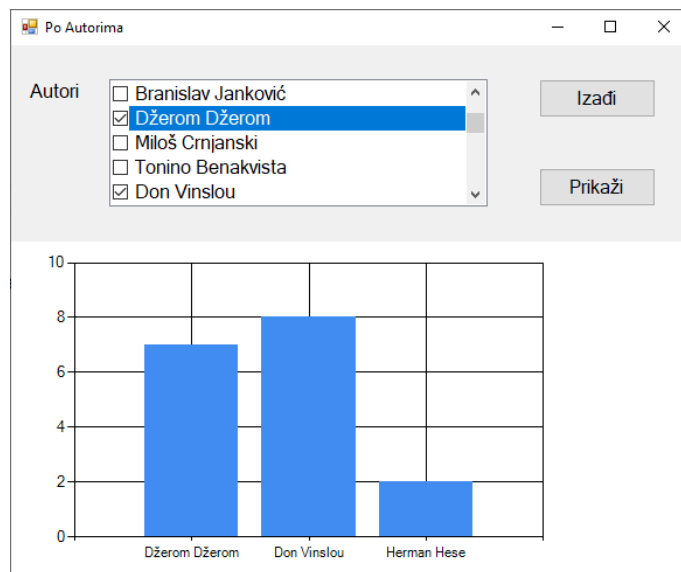 Po Autorima
Autori
Branislav Janković
Džerom Džerom
Miloš Crnjanski
Tonino Benakvista
Don Vinslou
Izađi
Prikaži
10
8
6
4
2
0
Džerom Džerom Don Vinslou Herman Hese